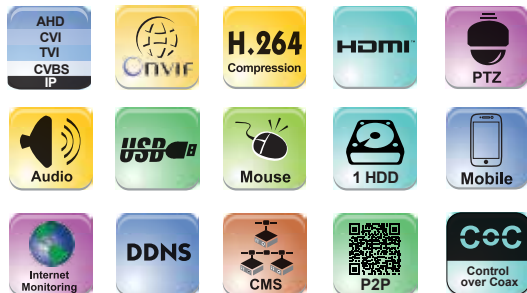 AHD
CVI
TVI
CVBS
IP
ONVIF
H.264
Compression
HDMI
PTZ
Audio
USB
Mouse
1 HDD
Mobile
Internet
Monitoring
DDNS
CMS
P2P
CoC
Control
over Coax